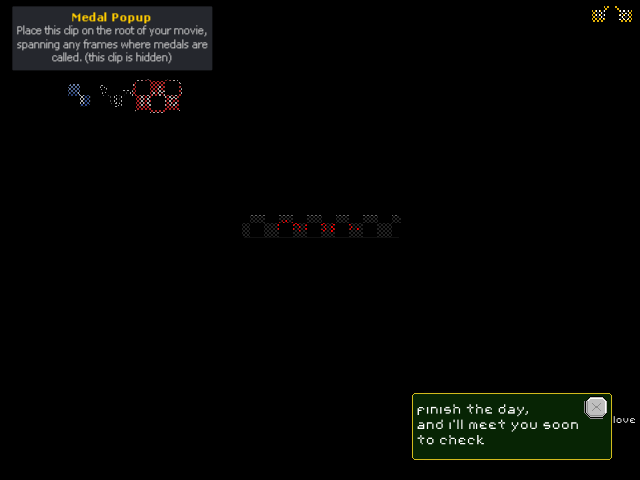 Medal Popup
Place this clip on the root of your movie,
spanning any frames where medals are
called. (this clip is hidden)
finish the day,
and i'll meet you soon
to check
love